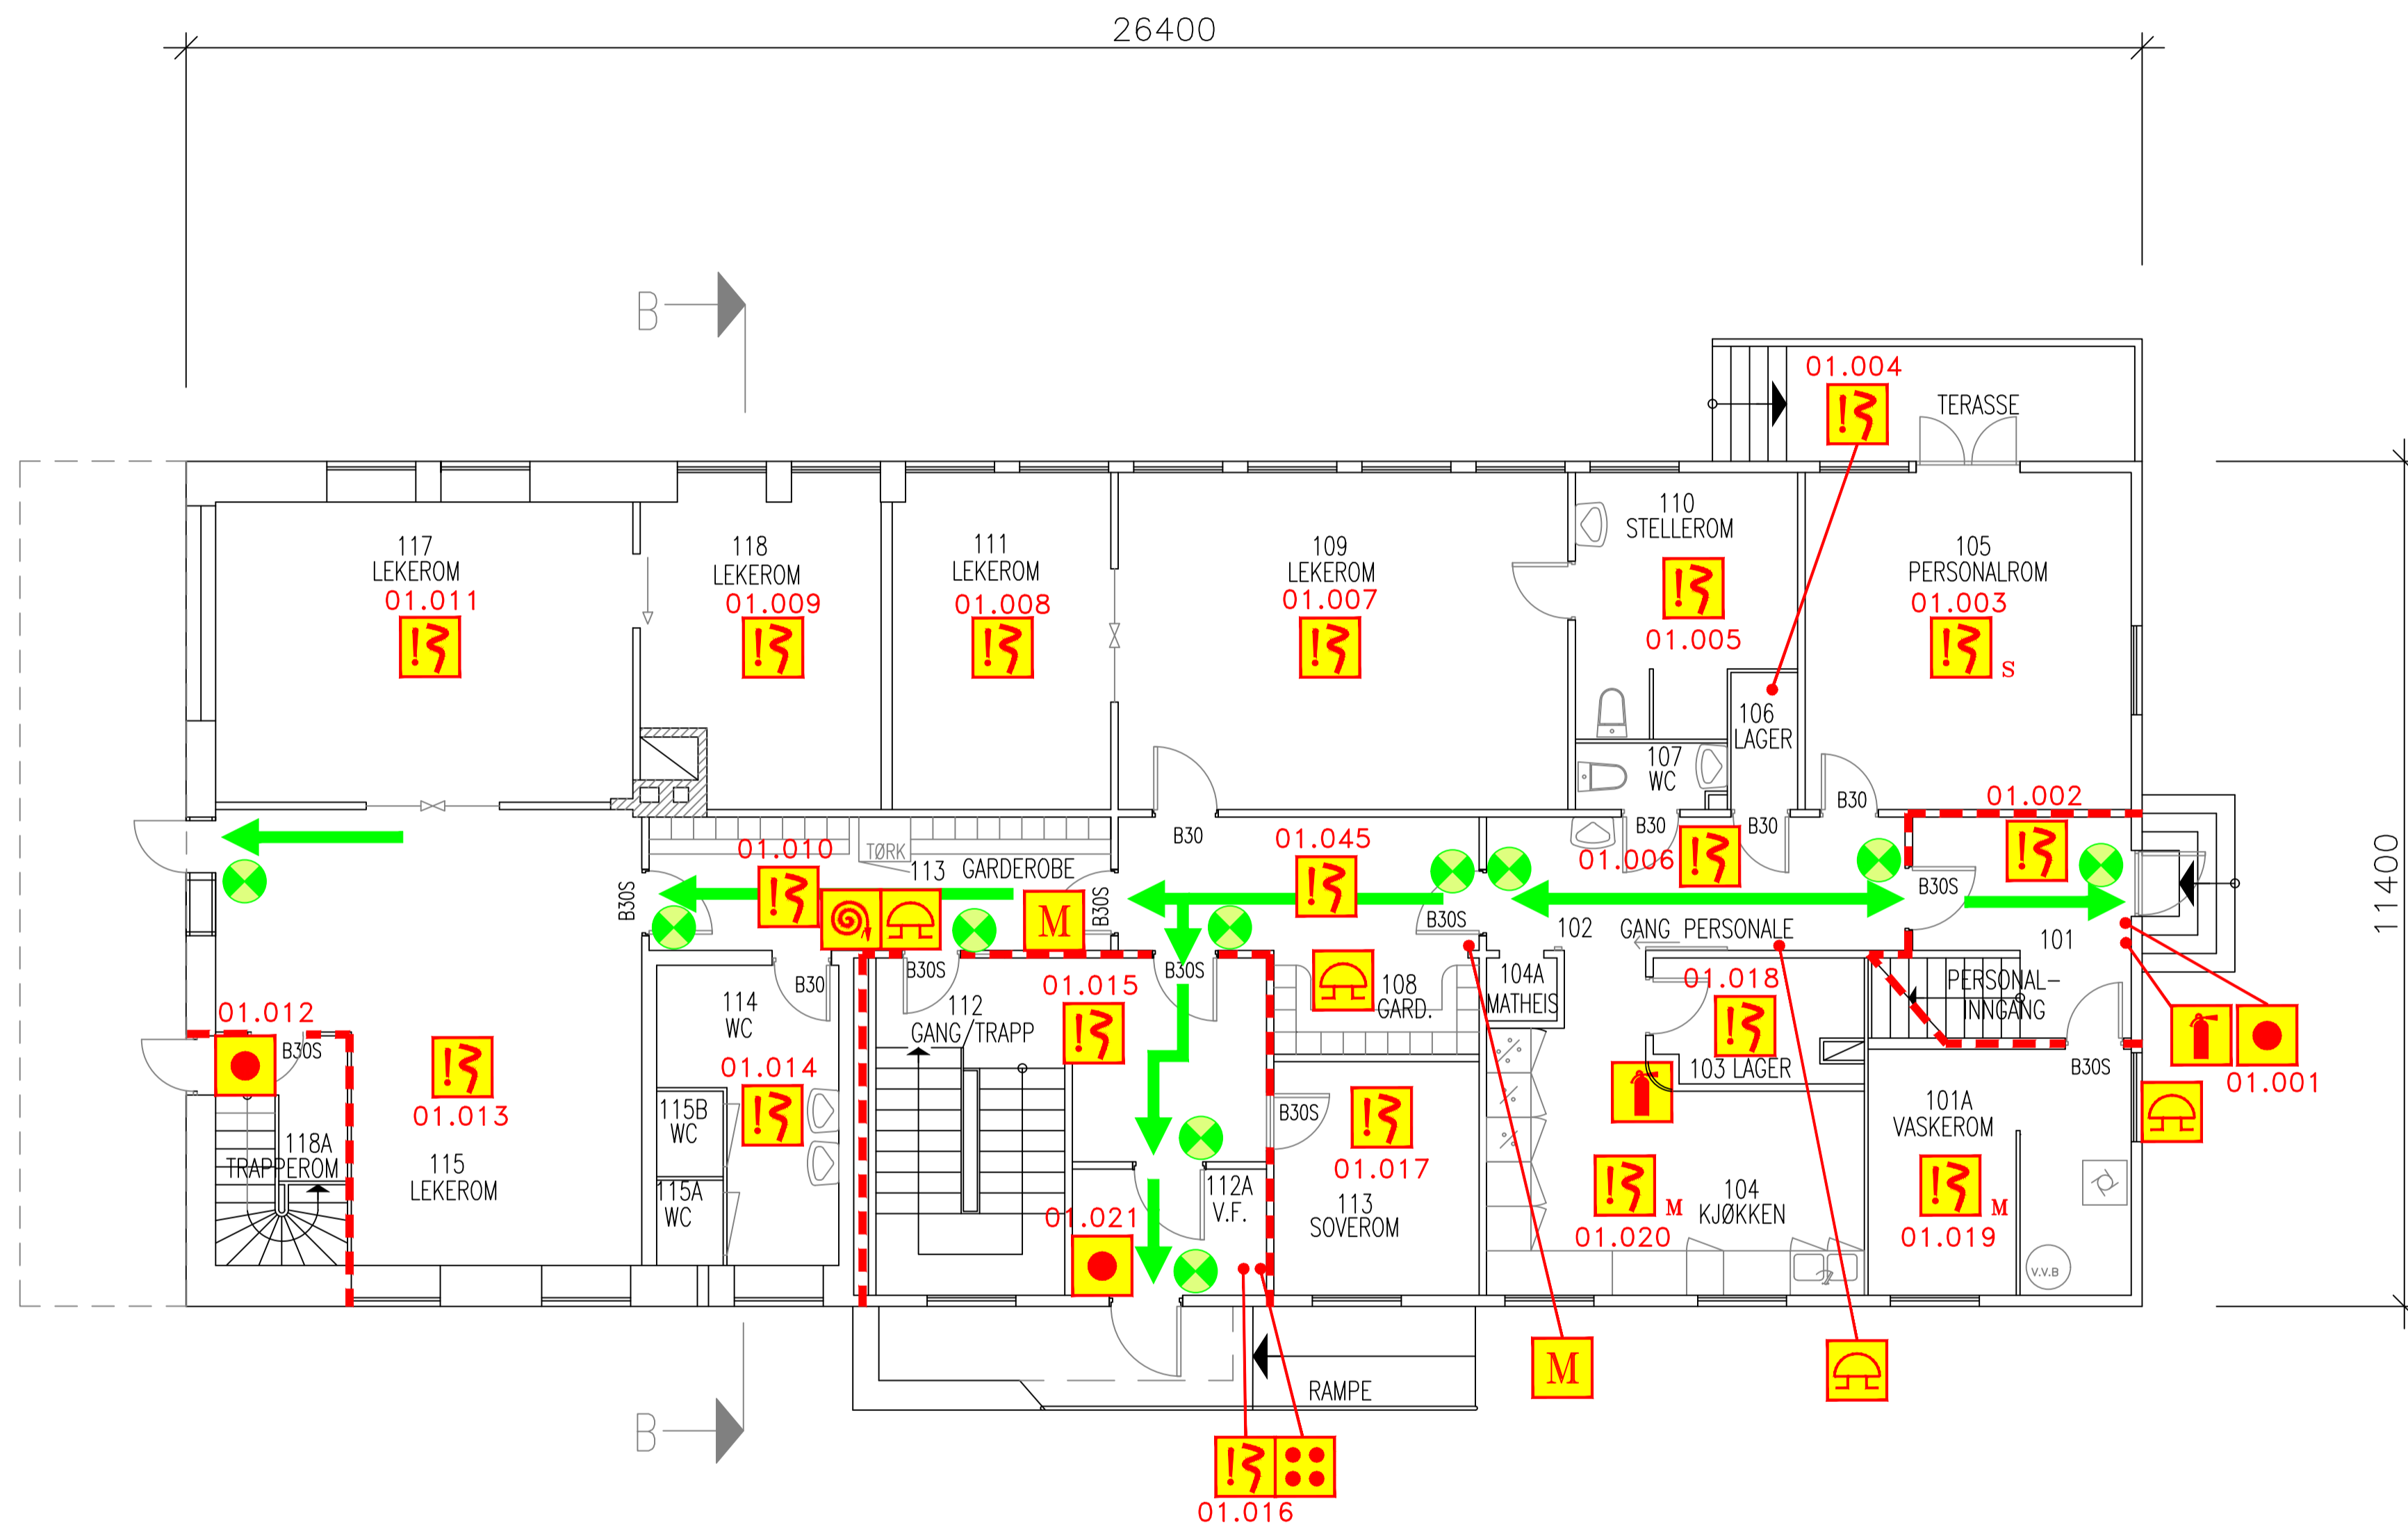 26400
B
01.004
TERASSE
117
LEKEROM
01.011
118
LEKEROM
01.009
111
LEKEROM
01.008
109
LEKEROM
01.007
110
STELLEROM
01.005
105
PERSONALROM
01.003
S
106
LAGER
107
WC
B30
01.002
11400
01.010
TØRK
113 GARDEROBE
B30
01.045
01.006
B30
B30
B30S
M
B30S
B30S
102
GANG PERSONALE
B30S
101
PERSONAL-
INNGANG
B30S
B30
B30S
01.015
112
GANG/TRAPP
108
GARD.
104A
MATHEIS
01.018
103 LAGER
01.012
B30S
01.013
115
LEKEROM
118A
TRAPPEROM
114
WC
01.014
115B
WC
115A
WC
B30S
01.017
113
SOVEROM
112A
V.F.
01.021
01.020
M
104
KJØKKEN
101A
VASKEROM
M
01.019
B30S
01.001
V.V.B
RAMPE
M
B
01.016